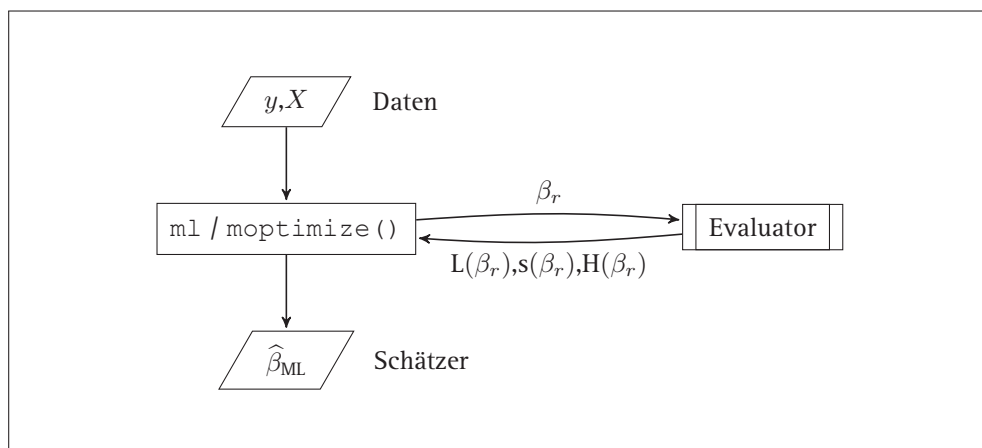 y,X Daten
β_r
ml / moptimize() Evaluator
L(β_r),s(β_r),H(β_r)
β̂_ML Schätzer